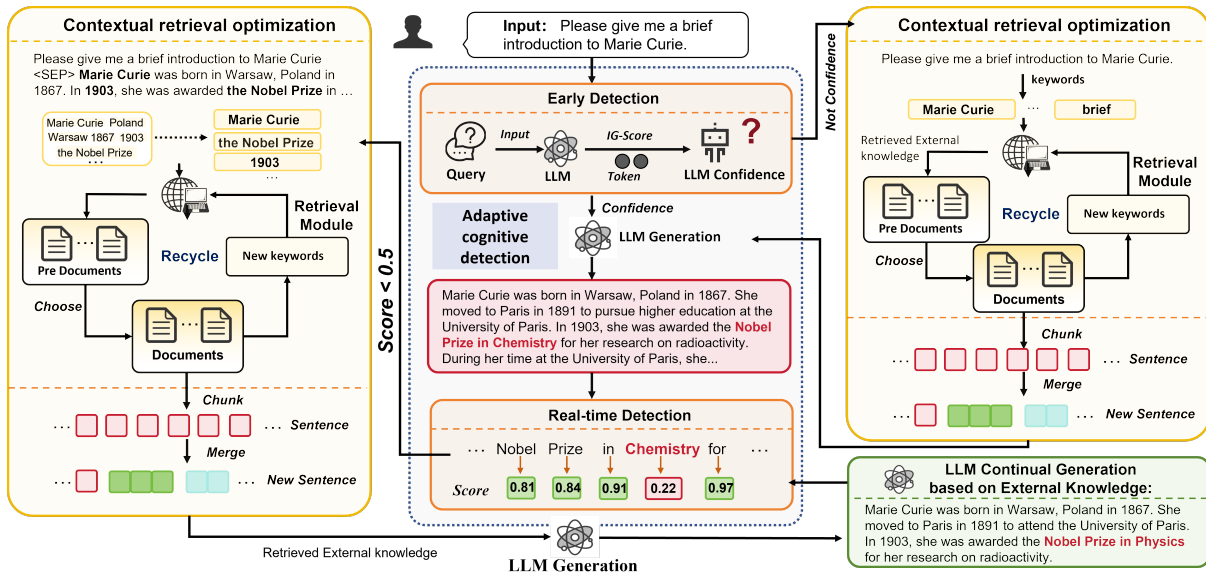 Contextual retrieval optimization
Please give me a brief introduction to Marie Curie
<SEP> Marie Curie was born in Warsaw, Poland in
1867. In 1903, she was awarded the Nobel Prize in …
Marie Curie Poland
Warsaw 1867 1903
the Nobel Prize
…
Marie Curie
the Nobel Prize
1903
…
Retrieval
Module
Pre Documents
Recycle
New keywords
Choose
Documents
Chunk
… … Sentence
Merge
… … New Sentence
Input: Please give me a brief
introduction to Marie Curie.
Early Detection
Query
Input
LLM
IG-Score
Token
?
LLM Confidence
Confidence
Not Confidence
Adaptive
cognitive
detection
LLM Generation
Score < 0.5
Marie Curie was born in Warsaw, Poland in 1867. She
moved to Paris in 1891 to pursue higher education at the
University of Paris. In 1903, she was awarded the Nobel
Prize in Chemistry for her research on radioactivity.
During her time at the University of Paris, she...
Real-time Detection
… Nobel Prize in Chemistry for …
Score 0.81 0.84 0.91 0.22 0.97
Contextual retrieval optimization
Please give me a brief introduction to Marie Curie.
keywords
Marie Curie … brief
Retrieved External
knowledge
Retrieval
Module
Pre Documents
Recycle
New keywords
Choose
Documents
Chunk
… … Sentence
Merge
… … New Sentence
LLM Continual Generation
based on External Knowledge:
Marie Curie was born in Warsaw, Poland in 1867. She
moved to Paris in 1891 to attend the University of Paris.
In 1903, she was awarded the Nobel Prize in Physics
for her research on radioactivity.
Retrieved External knowledge
LLM Generation